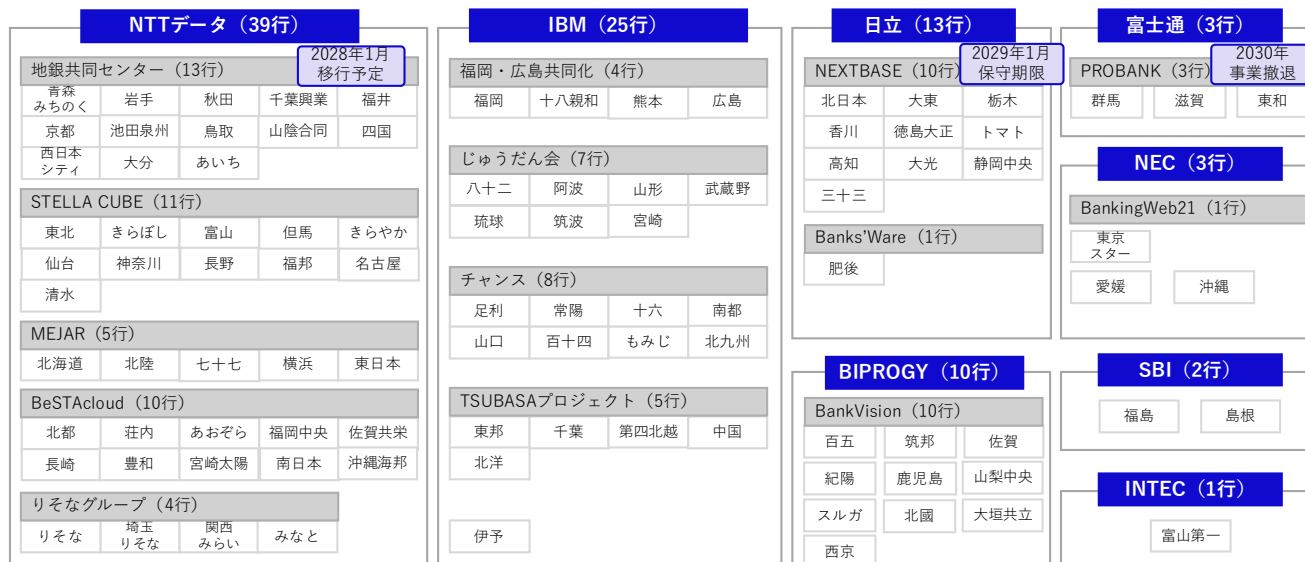 NTTデータ（39行）
2028年1月
移行予定
地銀共同センター（13行）
青森
みちのく
岩手
秋田
千葉興業
福井
京都
池田泉州
鳥取
山陰合同
四国
西日本
シティ
大分
あいち
STELLA CUBE（11行）
東北
きらぼし
富山
但馬
きらやか
仙台
神奈川
長野
福邦
名古屋
清水
MEJAR（5行）
北海道
北陸
七十七
横浜
東日本
BeSTAcloud（10行）
北都
荘内
あおぞら
福岡中央
佐賀共栄
長崎
豊和
宮崎太陽
南日本
沖縄海邦
りそなグループ（4行）
りそな
埼玉
りそな
関西
みらい
みなと
IBM（25行）
福岡・広島共同化（4行）
福岡
十八親和
熊本
広島
じゅうだん会（7行）
八十二
阿波
山形
武蔵野
琉球
筑波
宮崎
チャンス（8行）
足利
常陽
十六
南都
山口
百十四
もみじ
北九州
TSUBASAプロジェクト（5行）
東邦
千葉
第四北越
中国
北洋
伊予
日立（13行）
2029年1月
保守期限
NEXTBASE（10行）
北日本
大東
栃木
香川
徳島大正
トマト
高知
大光
静岡中央
三十三
Banks'Ware（1行）
肥後
BIPROGY（10行）
BankVision（10行）
百五
筑邦
佐賀
紀陽
鹿児島
山梨中央
スルガ
北國
大垣共立
西京
富士通（3行）
2030年
事業撤退
PROBANK（3行）
群馬
滋賀
東和
NEC（3行）
BankingWeb21（1行）
東京
スター
愛媛
沖縄
SBI（2行）
福島
島根
INTEC（1行）
富山第一